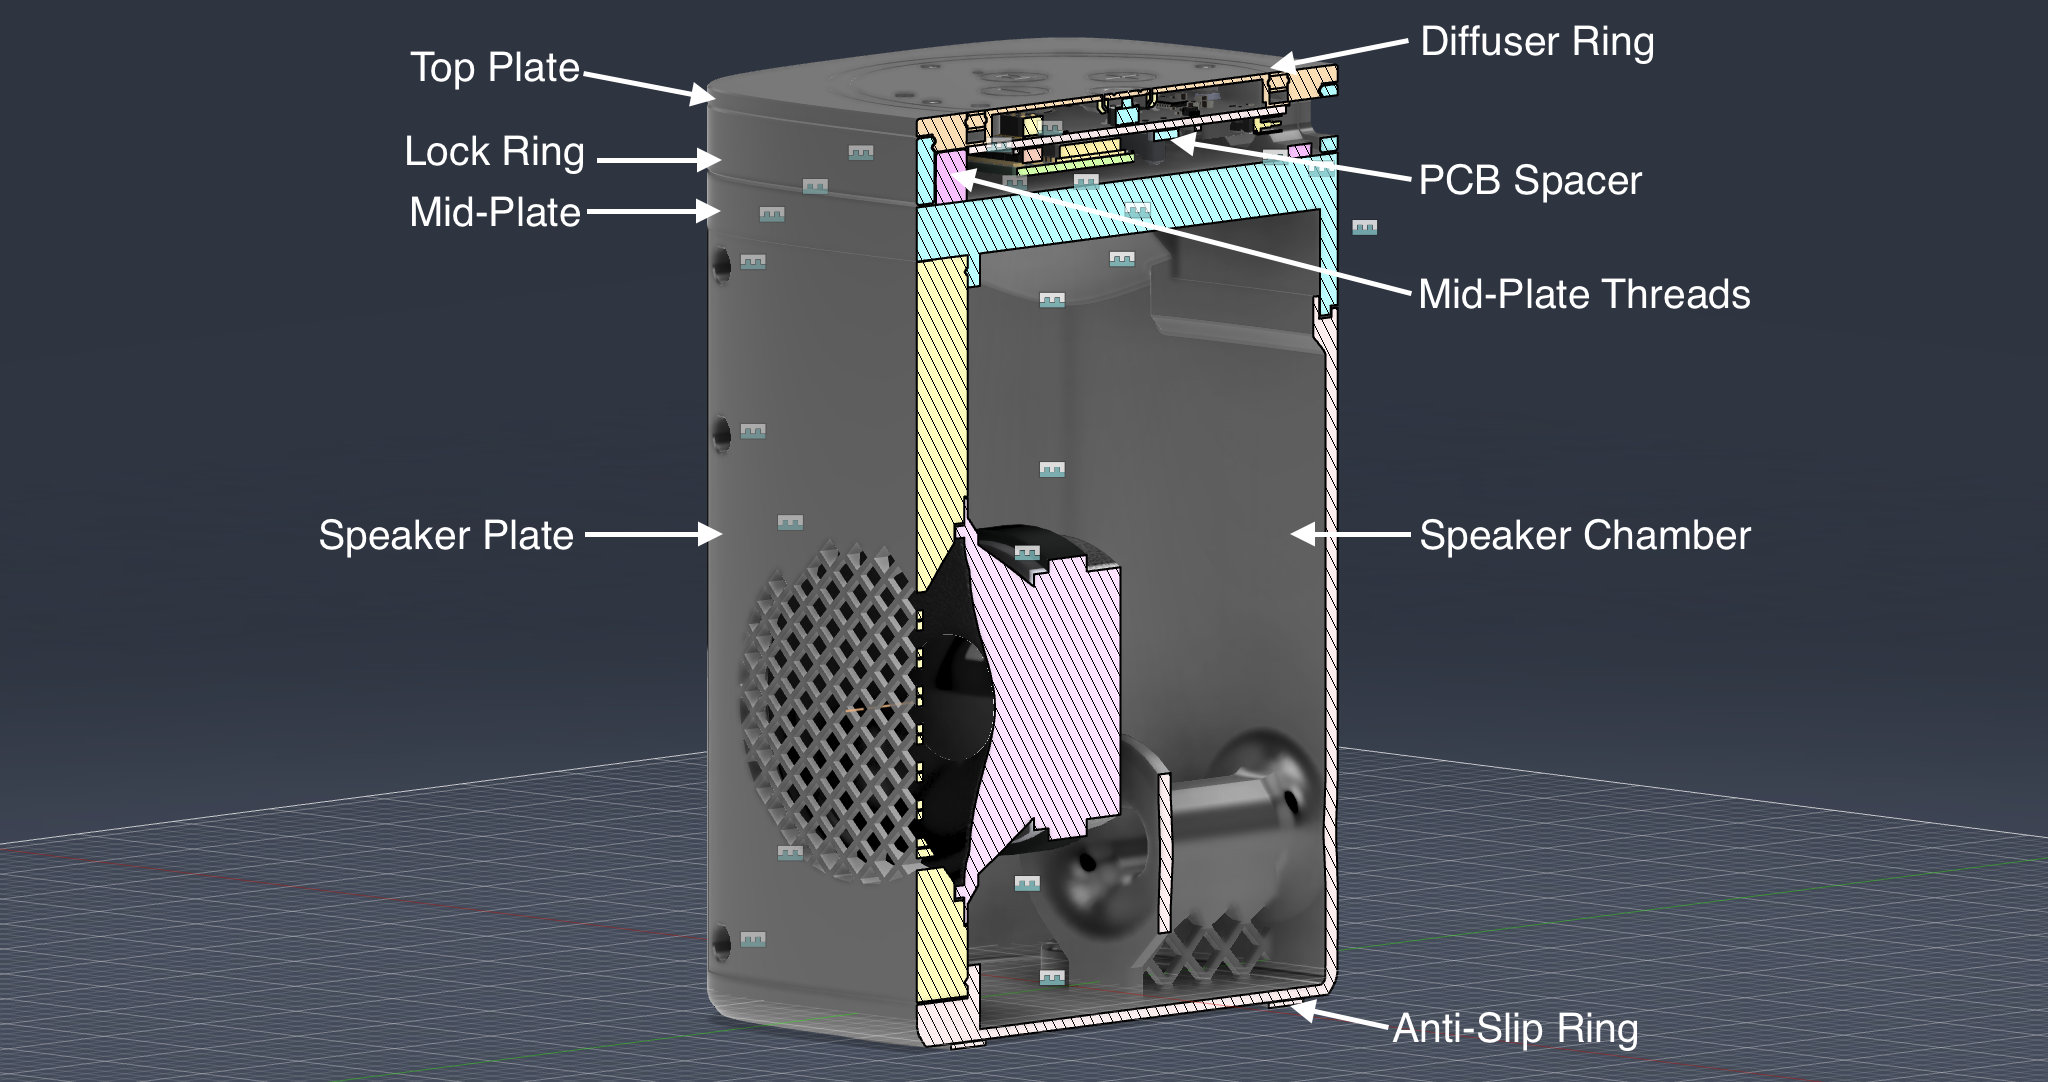 Diffuser Ring
Top Plate
Lock Ring
PCB Spacer
Mid-Plate
Mid-Plate Threads
Speaker Plate
Speaker Chamber
Anti-Slip Ring